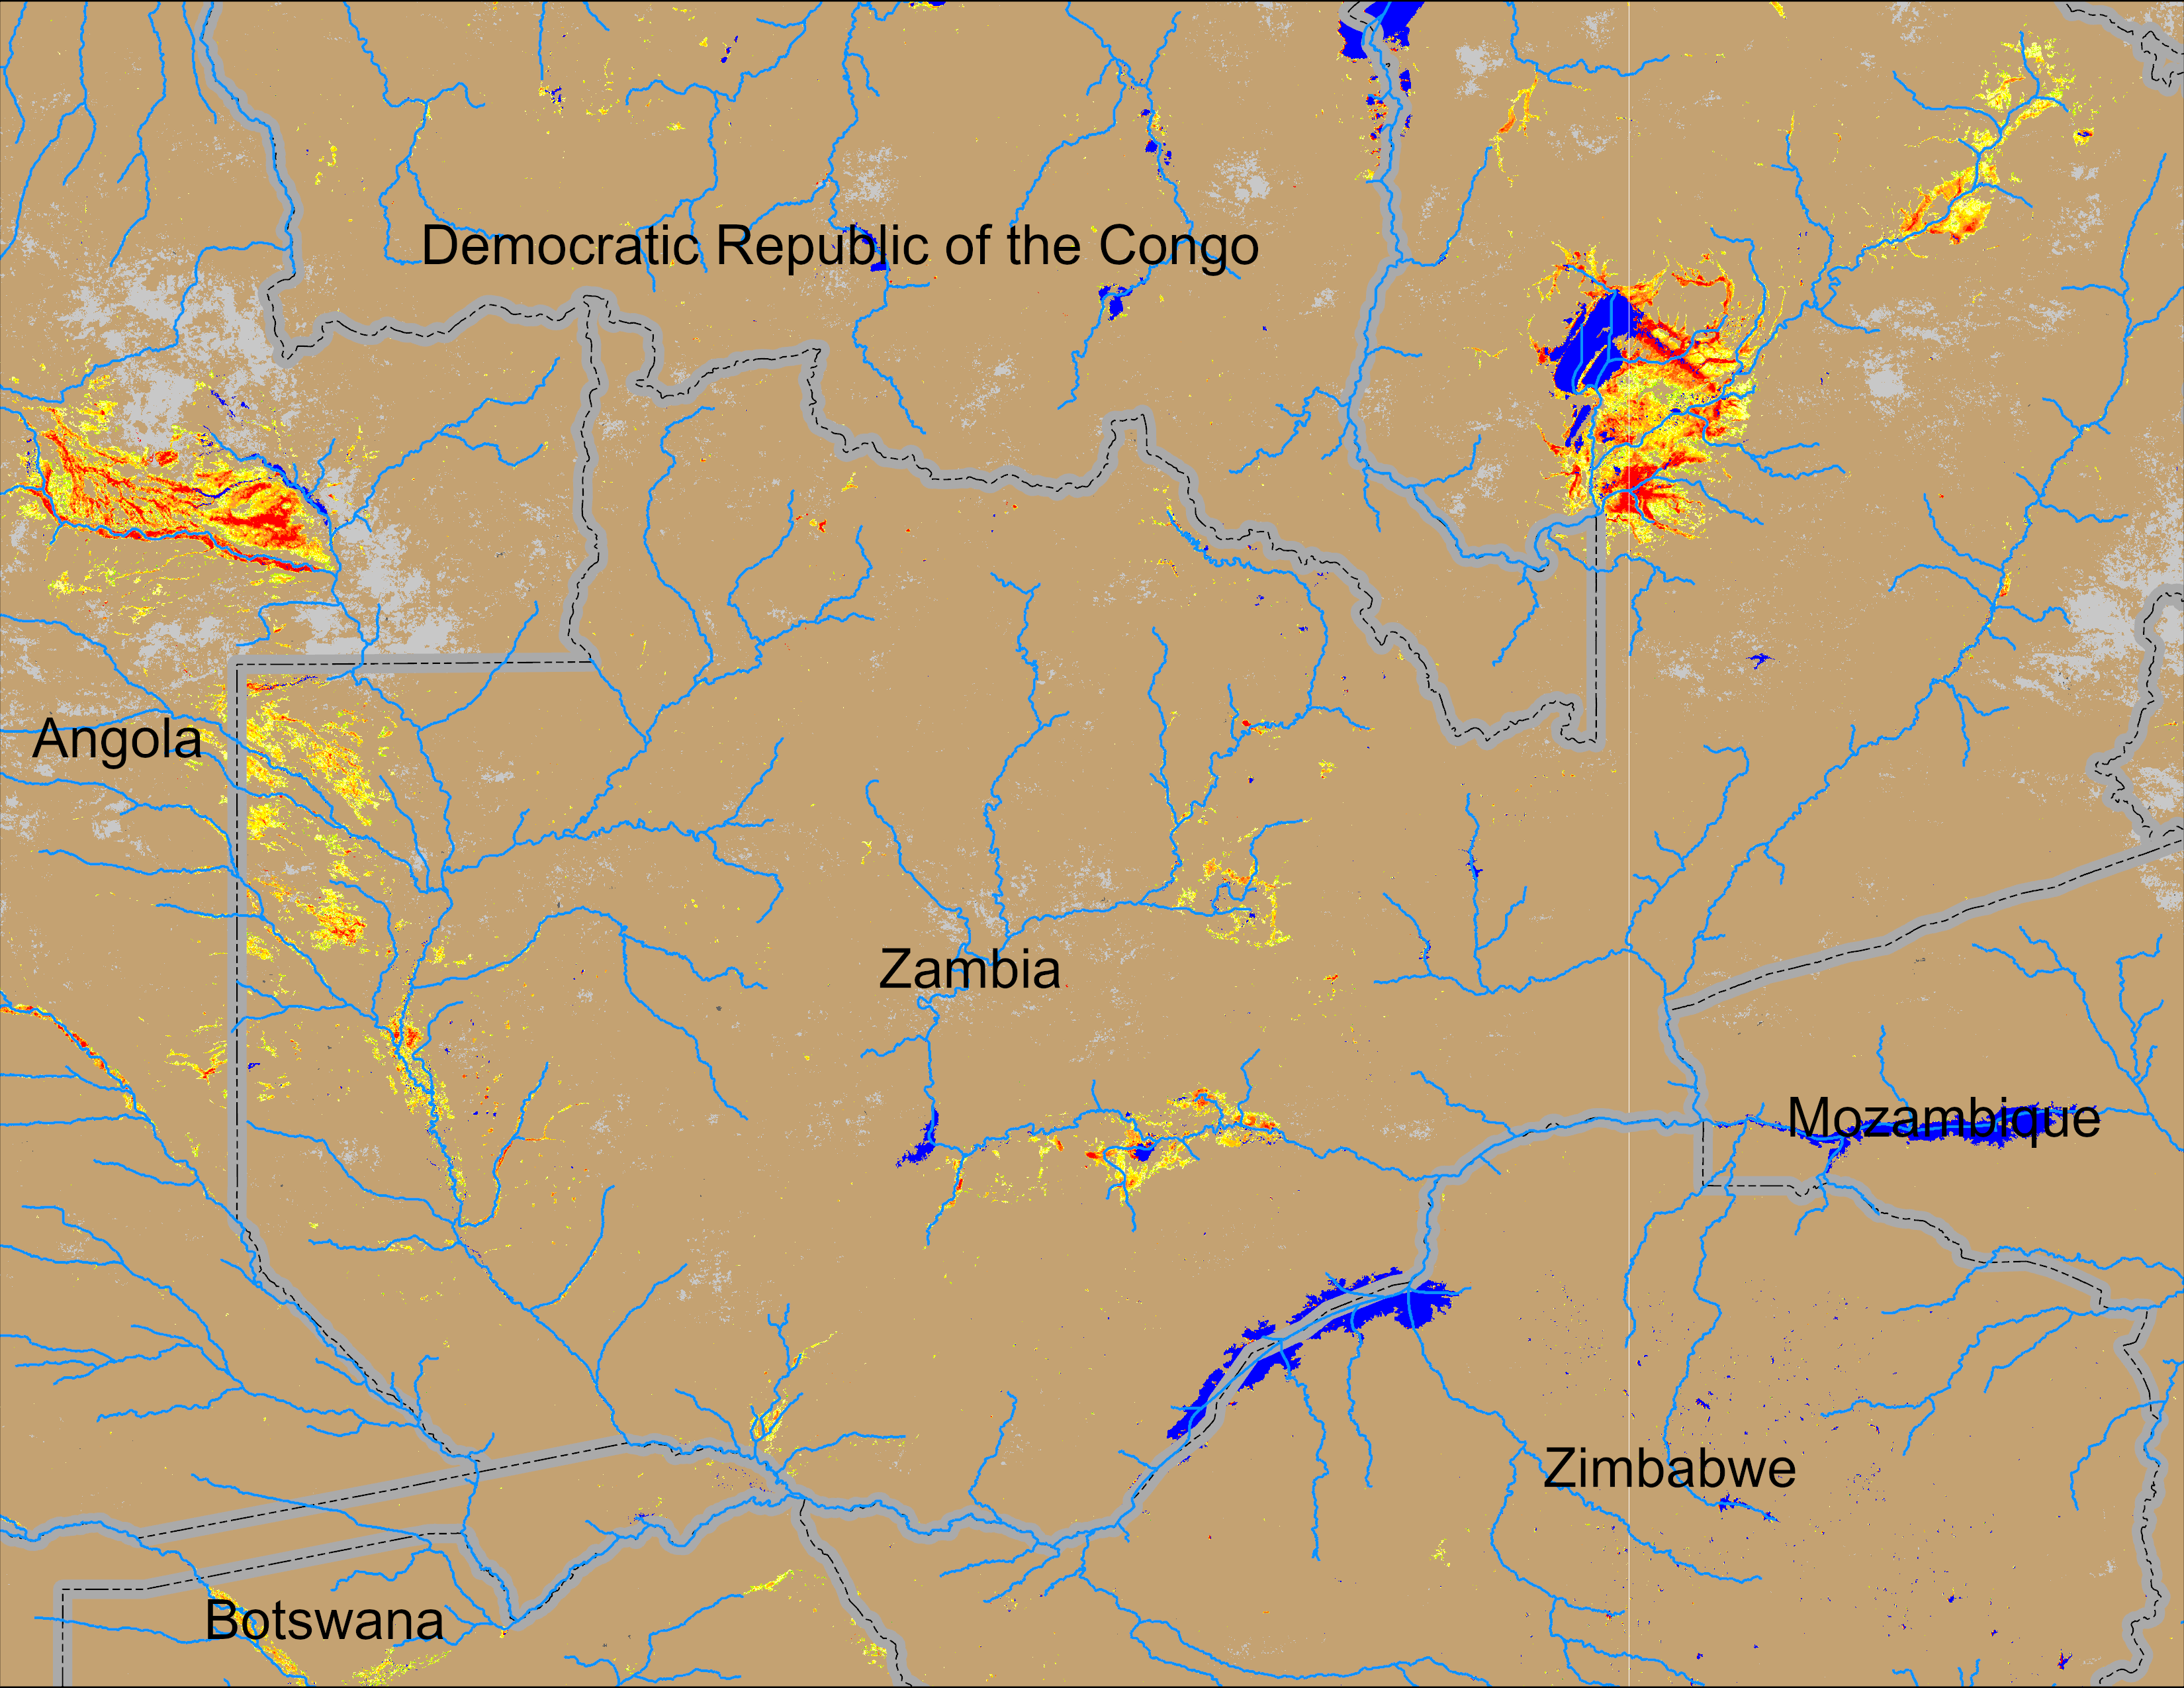 Democratic Republic of the Congo
Angola
Zambia
Mozambique
Zimbabwe
Botswana